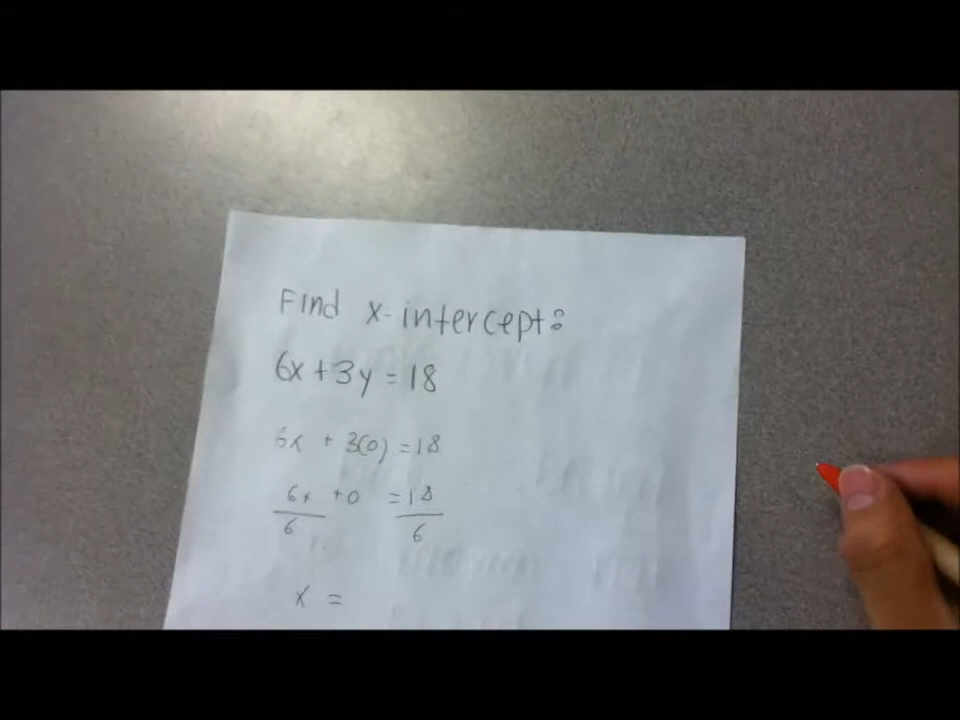 Find x-intercept:
6x + 3y = 18
6x + 3(0) = 18
6x + 0 = 18
6 6
x =